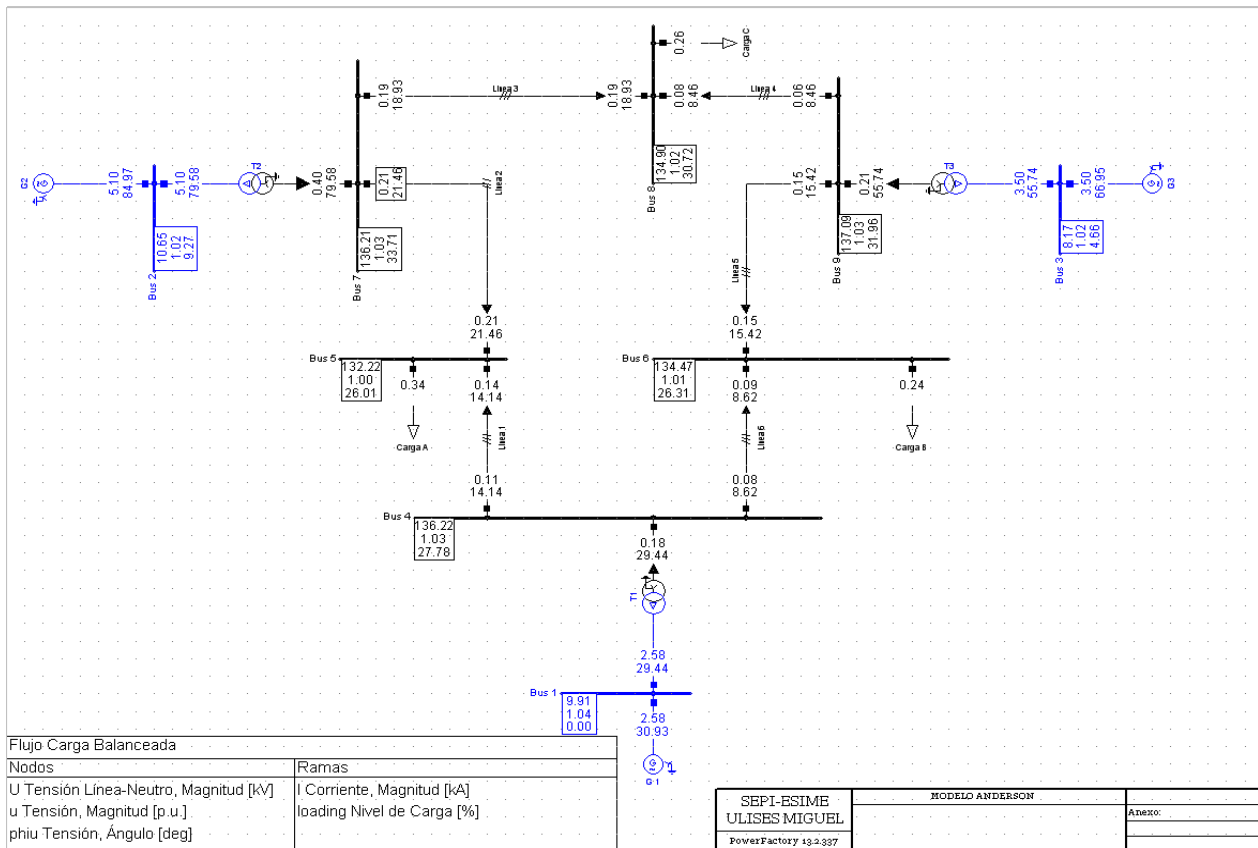 0.26
Carga C
0.19
18.93
Línea 3
0.19
18.93
0.08
8.46
Línea 4
0.06
8.46
134.90
1.02
30.72
Bus 8
G2
5.10
84.97
5.10
79.58
T2
0.40
79.58
0.21
21.46
Línea 2
10.65
1.02
9.27
Bus 2
136.21
1.03
33.71
Bus 7
0.15
15.42
0.21
55.74
T3
3.50
55.74
3.50
66.95
G3
137.09
1.03
31.96
Bus 9
8.17
1.02
4.66
Bus 3
Línea 5
0.21
21.46
0.15
15.42
Bus 5
132.22
1.00
26.01
0.34
0.14
14.14
Carga A
Línea 1
Bus 6
134.47
1.01
26.31
0.09
8.62
0.24
Línea 6
Carga B
0.11
14.14
0.08
8.62
Bus 4
136.22
1.03
27.78
0.18
29.44
T1
2.58
29.44
Bus 1
9.91
1.04
0.00
2.58
30.93
G1
Flujo Carga Balanceada
Nodos
Ramas
U Tensión Línea-Neutro, Magnitud [kV]
I Corriente, Magnitud [kA]
u Tensión, Magnitud [p.u.]
loading Nivel de Carga [%]
phiu Tensión, Ángulo [deg]
SEPI-ESIME
ULISES MIGUEL
PowerFactory 13.2.337
MODELO ANDERSON
Anexo: